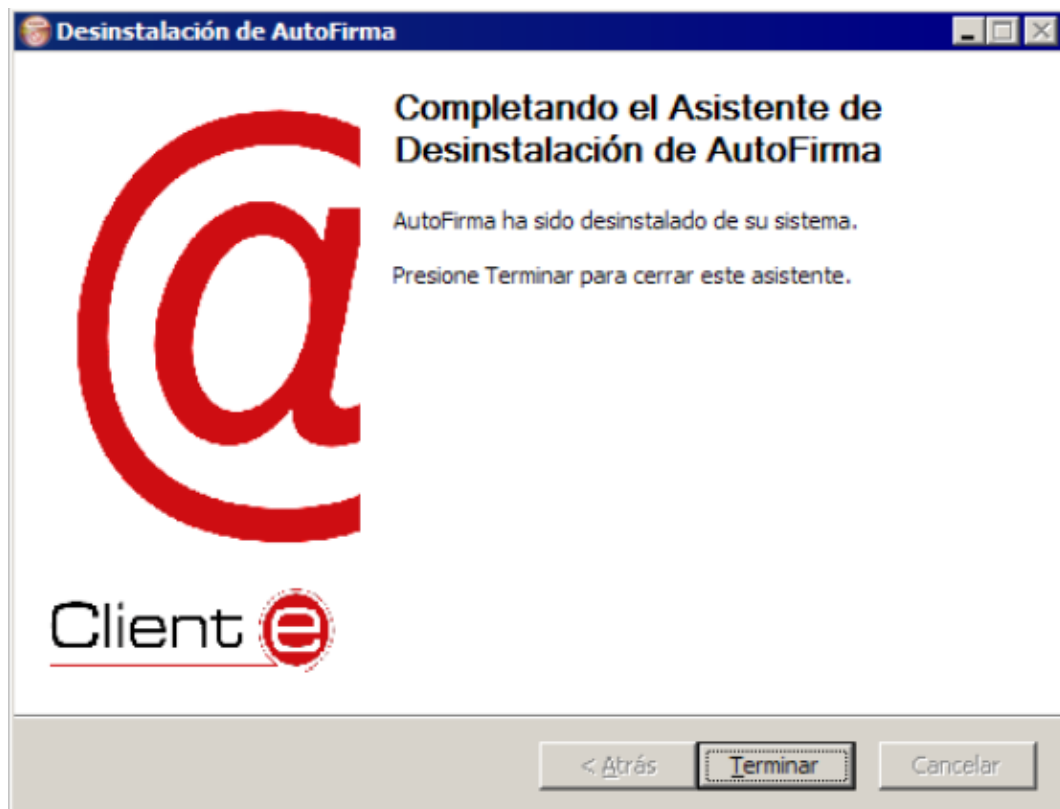 Desinstalación de AutoFirma
Completando el Asistente de
Desinstalación de AutoFirma
AutoFirma ha sido desinstalado de su sistema.
Presione Terminar para cerrar este asistente.
@
Client e
< Atrás Terminar Cancelar